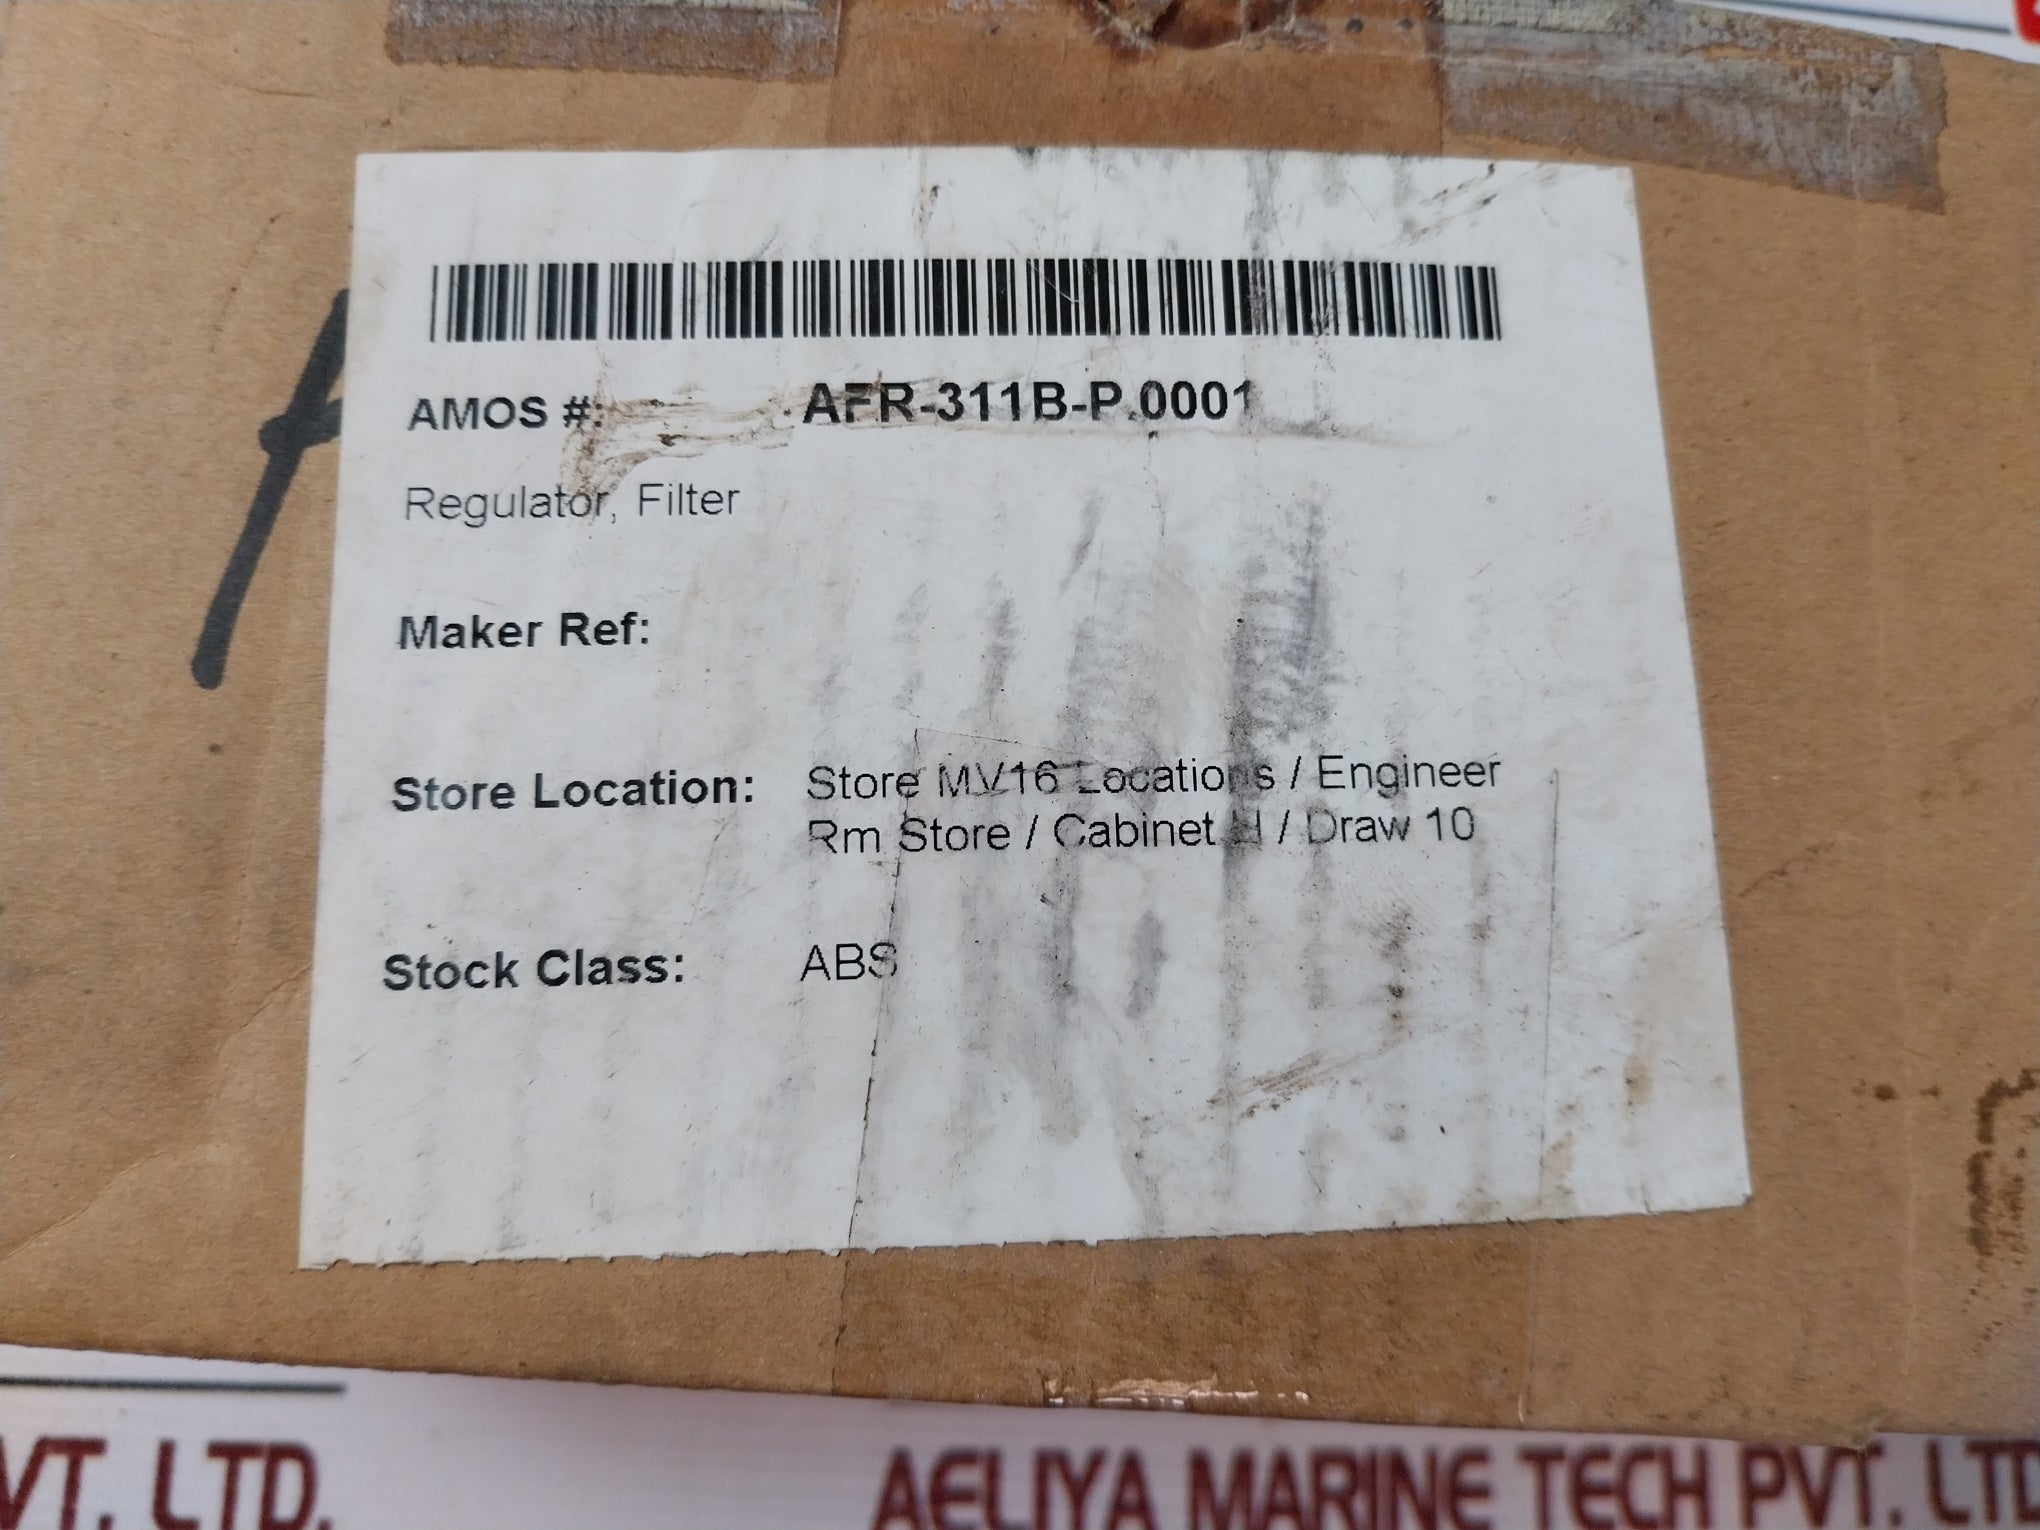 AMOS #: AFR-311B-P.0001
Regulator, Filter
Maker Ref:
Store Location: Store MV16 Locations / Engineer
Rm Store / Cabinet H / Draw 10
Stock Class: ABS
PVT. LTD.
AELIYA MARINE TECH PVT. LTD